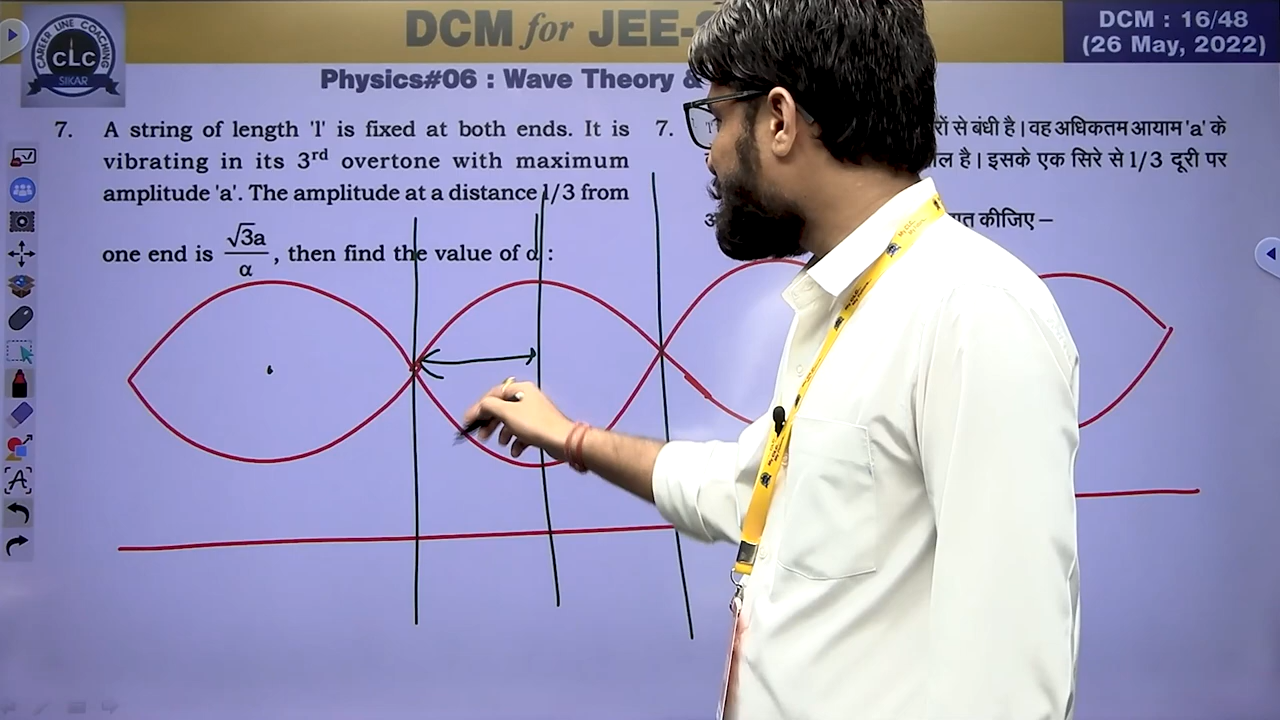 DCM for JEE-
DCM : 16/48
(26 May, 2022)
CAREER LINE COACHING
CLC
SIKAR
Physics#06 : Wave Theory &
7. A string of length 'l' is fixed at both ends. It is
vibrating in its 3rd overtone with maximum
amplitude 'a'. The amplitude at a distance l/3 from
one end is √3a/α, then find the value of α :
7.
से बंधी है। वह अधिकतम आयाम 'a' के
है। इसके एक सिरे से l/3 दूरी पर
कीजिए –